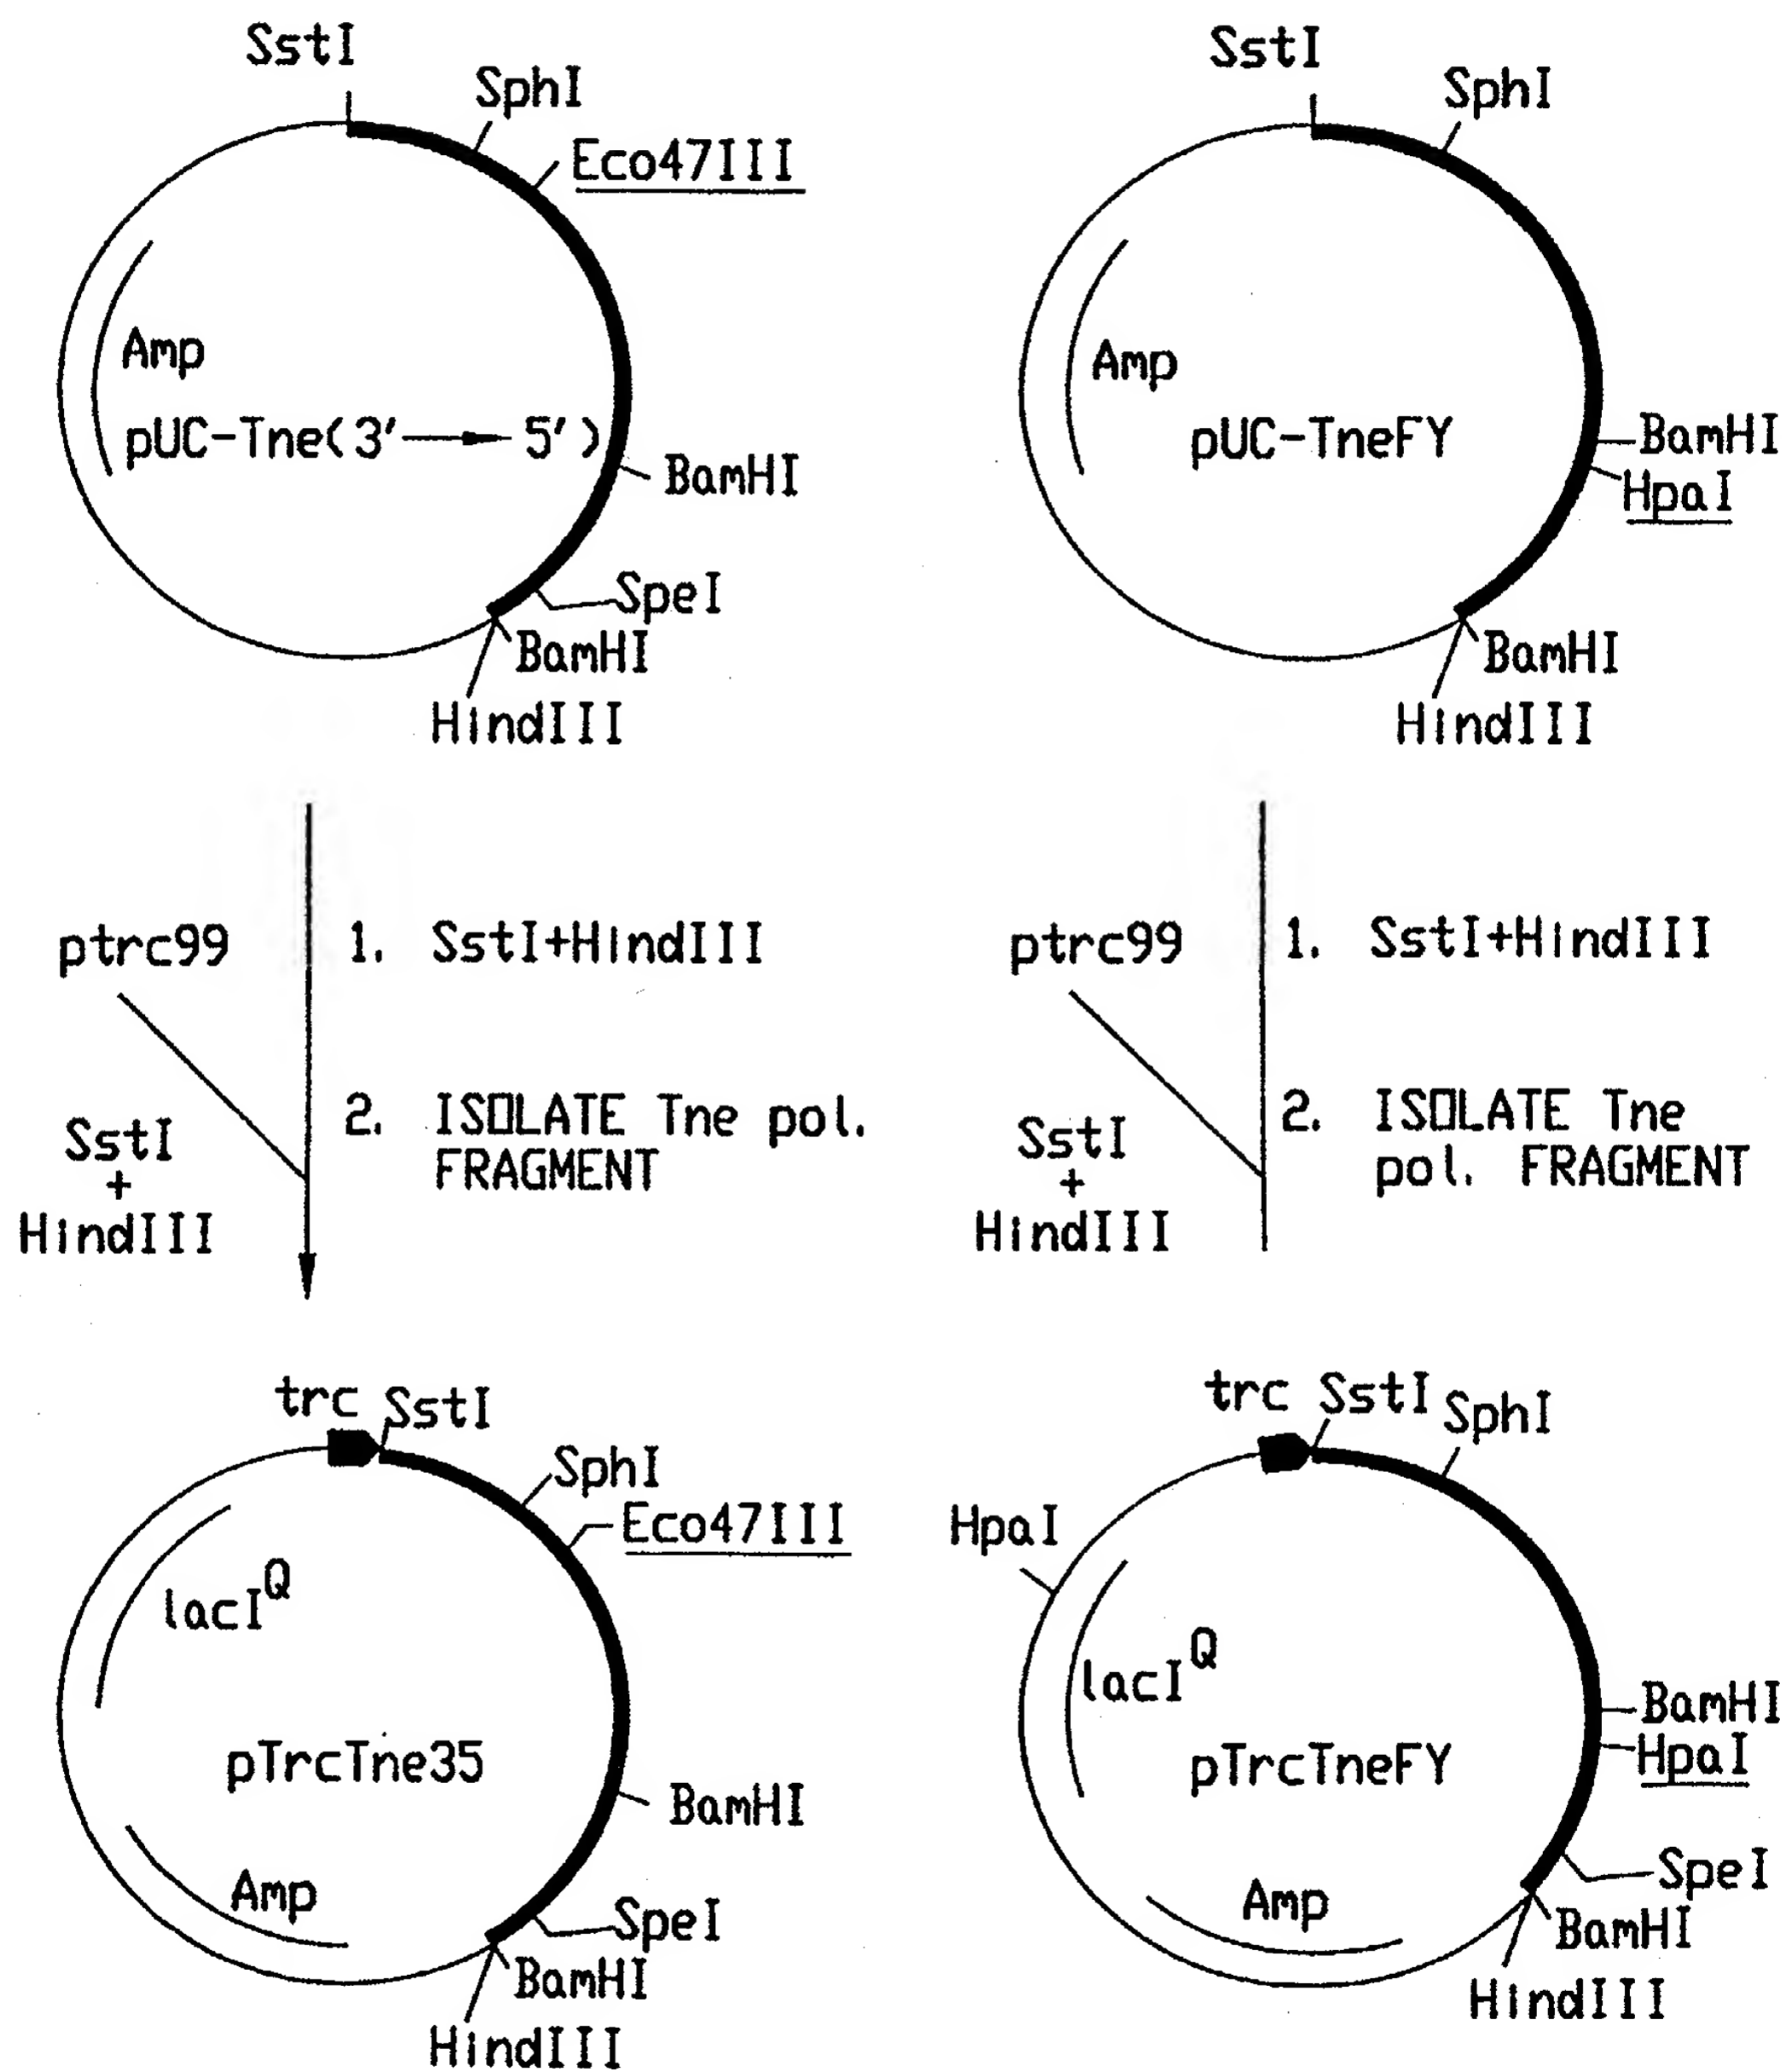 SstI
SphI
Eco47III
Amp
pUC-Tne(3' → 5')
BamHI
SpeI
BamHI
HindIII
SstI
SphI
Amp
pUC-TneFY
BamHI
HpaI
BamHI
HindIII
ptrc99
1. SstI+HindIII
SstI
+
HindIII
2. ISOLATE Tne pol.
FRAGMENT
ptrc99
1. SstI+HindIII
SstI
+
HindIII
2. ISOLATE Tne
pol. FRAGMENT
trc SstI
SphI
Eco47III
lacI^Q
pTrcTne35
BamHI
Amp
SpeI
BamHI
HindIII
trc SstI SphI
HpaI
lacI^Q
BamHI
pTrcTneFY
HpaI
Amp
SpeI
BamHI
HindIII